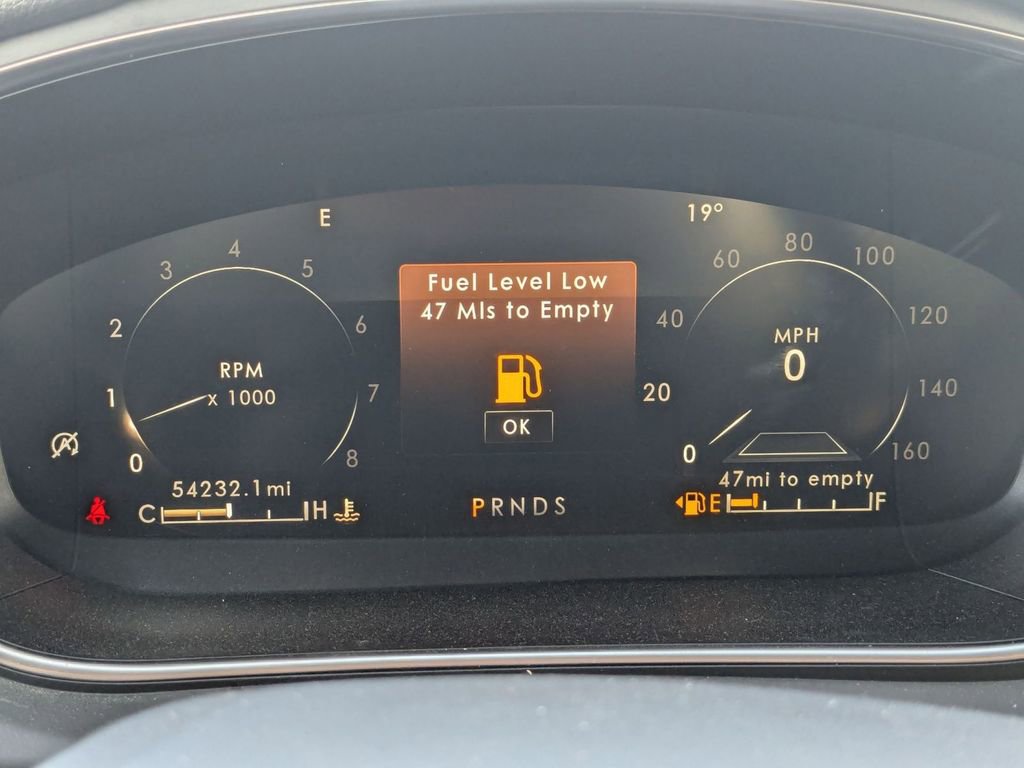 E
19°
Fuel Level Low
47 Mls to Empty
OK
0
1
2
3
4
5
6
7
8
RPM
x 1000
0
20
40
60
80
100
120
140
160
MPH
0
A
54232.1mi
47mi to empty
C
H
PRNDS
E
F